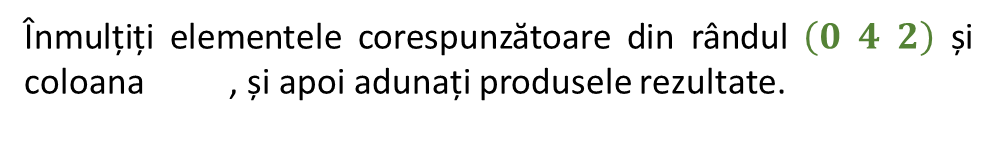 Înmulțiți elementele corespunzătoare din rândul (0 4 2) și
coloana , și apoi adunați produsele rezultate.